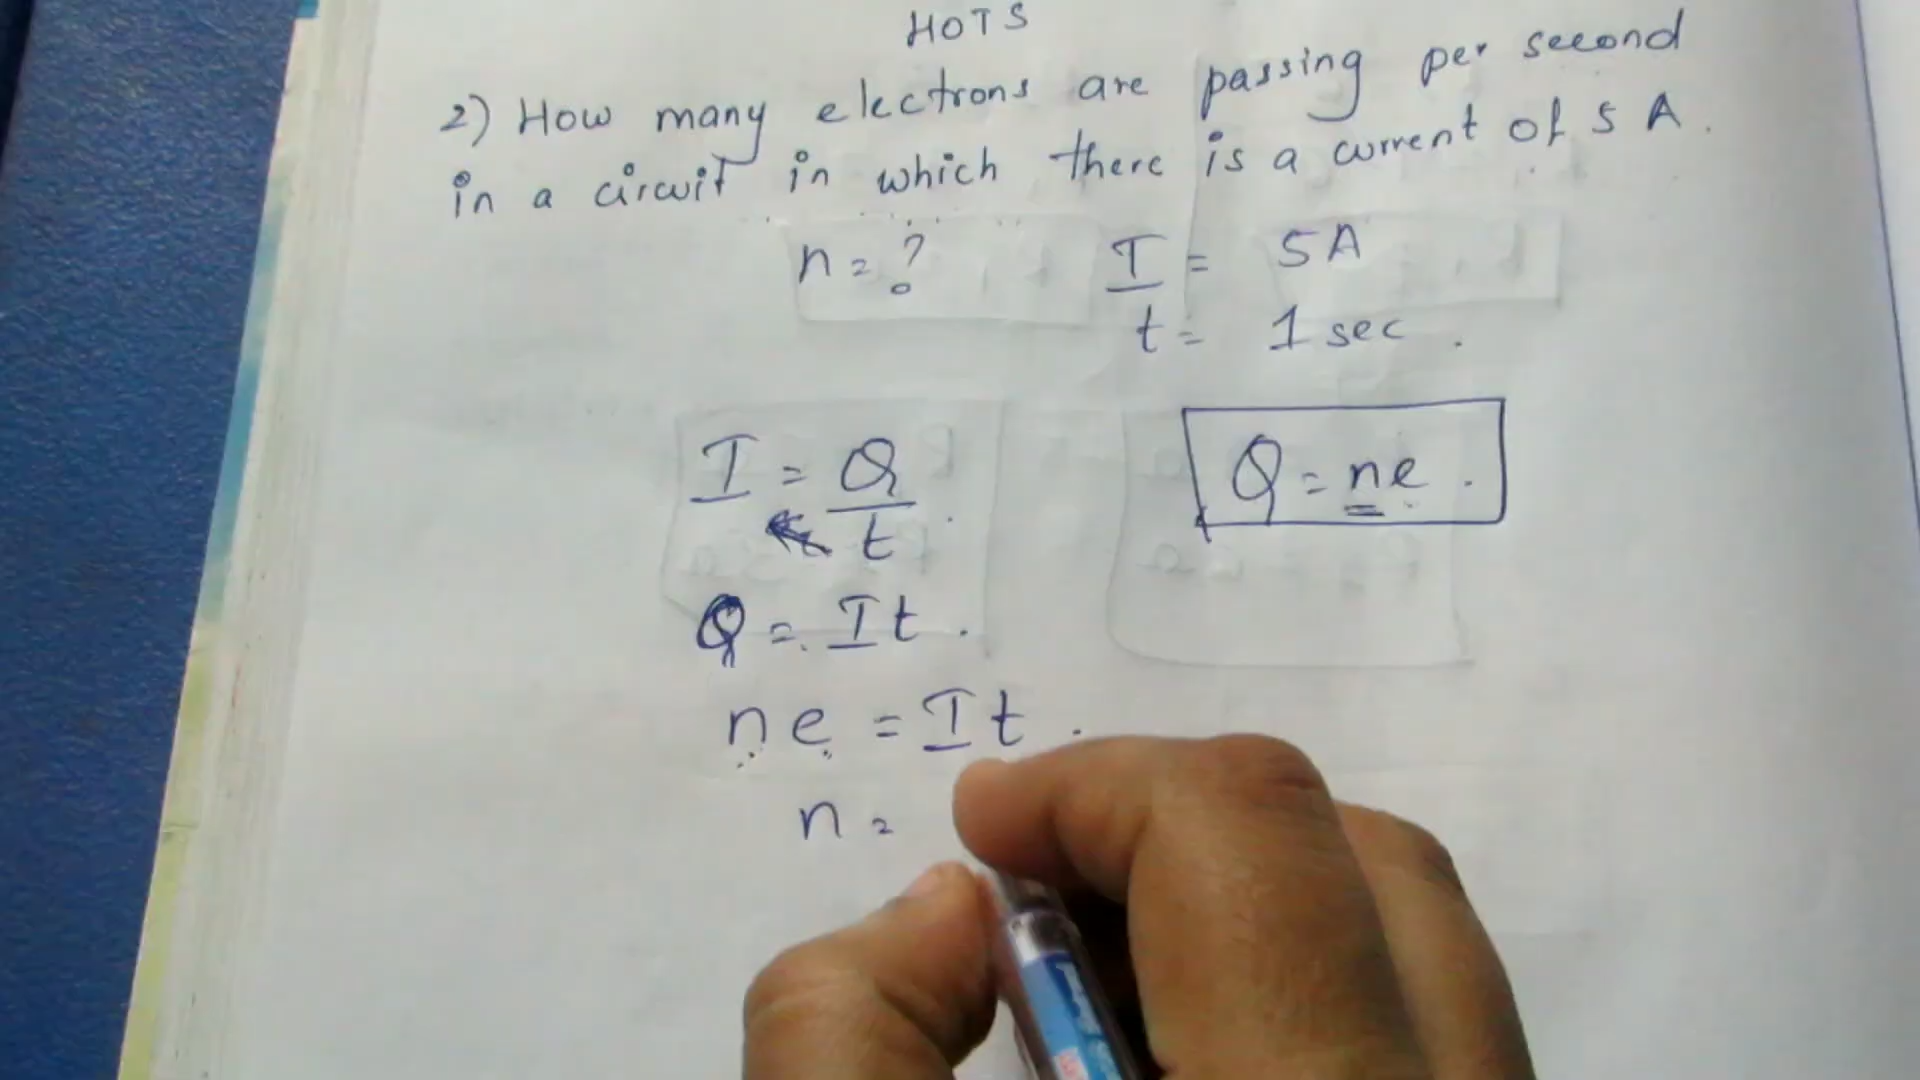 HOTS
2) How many electrons are passing per second
in a circuit in which there is a current of 5 A.
n = ? I = 5A
t = 1 sec.
I = Q/t
Q = ne.
Q = It.
ne = It.
n =